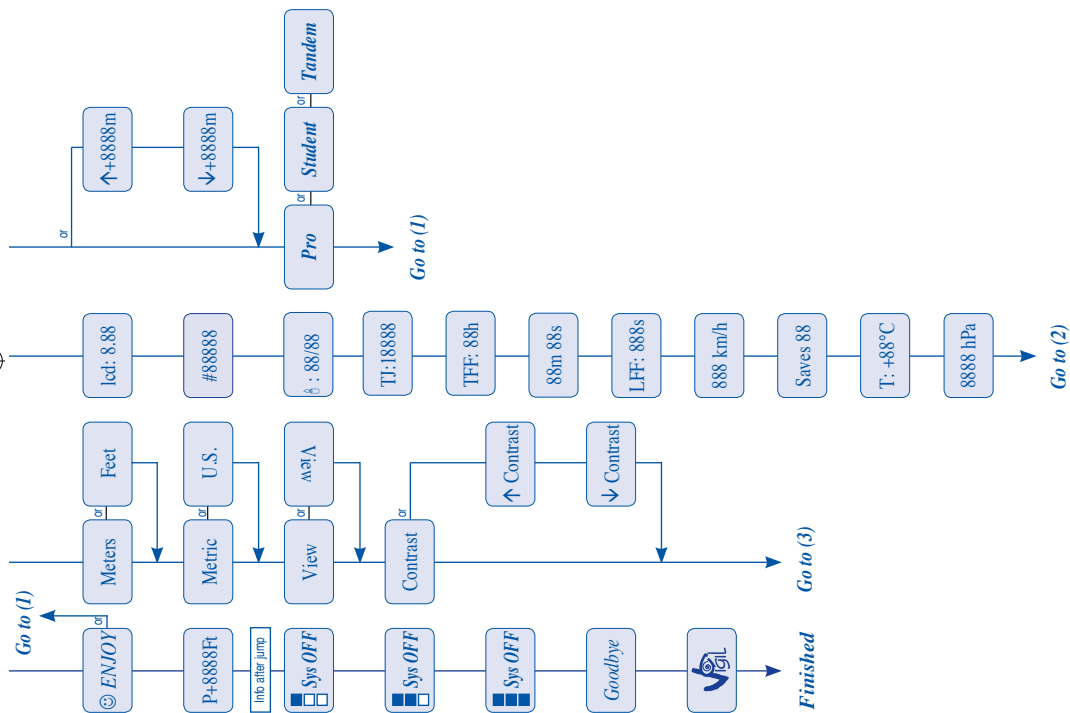 Go to (1)
or
☺ ENJOY
P+8888Ft
Info after jump
■□□ Sys OFF
■■□ Sys OFF
■■■ Sys OFF
Goodbye
Vigil
Finished
Meters
or
Feet
Metric
or
U.S.
View
or
View
Contrast
or
↑ Contrast
↓ Contrast
Go to (3)
lcd: 8.88
#88888
: 88/88
TJ:18888
TFF: 88h
88m 88s
LFF: 888s
888 km/h
Saves 88
T: +88°C
8888 hPa
Go to (2)
or
↑+8888m
↓+8888m
Pro
or
Student
or
Tandem
Go to (1)